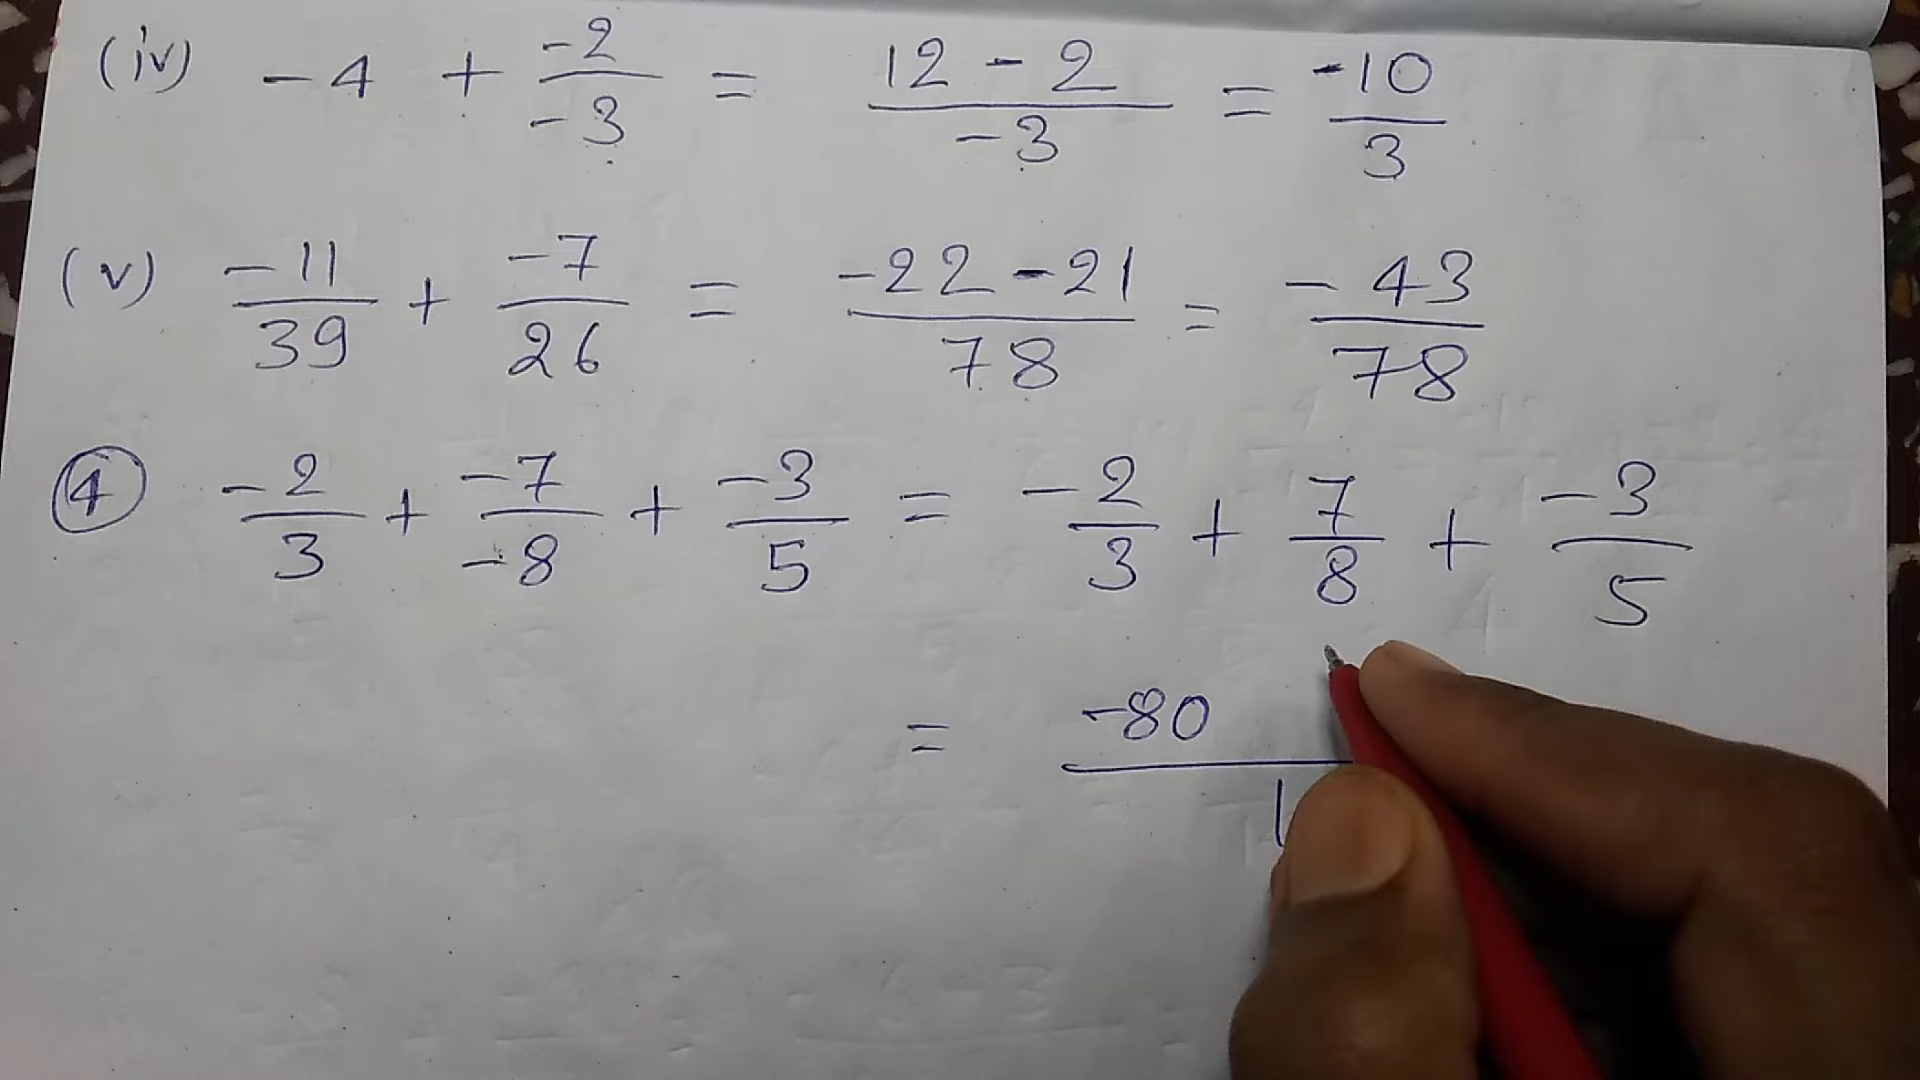 (iv) -4 + -2/-3 = 12 - 2/-3 = -10/3
(v) -11/39 + -7/26 = -22 - 21/78 = -43/78
4 -2/3 + -7/-8 + -3/5 = -2/3 + 7/8 + -3/5
= -80/1